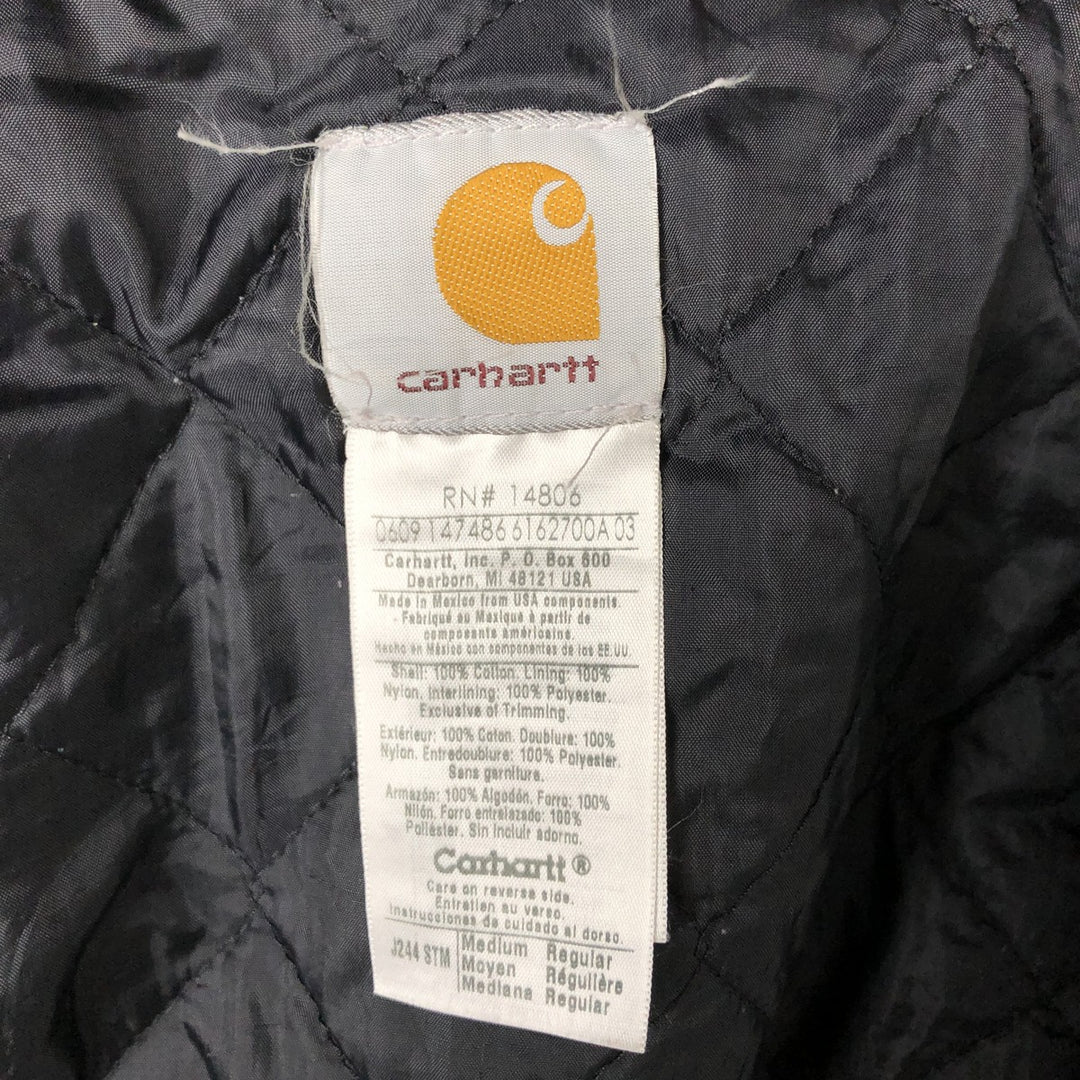 carhartt
RN# 14806
0609 147486 6162700A 03
Carhartt, Inc. P. O. Box 600
Dearborn, MI 48121 USA
Made in Mexico from USA components.
Fabriqué au Mexique à partir de
composants américains.
Hecho en México con componentes de los EE.UU.
Shell: 100% Cotton. Lining: 100%
Nylon. Interlining: 100% Polyester.
Exclusive of Trimming.
Extérieur: 100% Coton. Doublure: 100%
Nylon. Entredoublure: 100% Polyester.
Sans garniture.
Armazón: 100% Algodón. Forro: 100%
Nilón. Forro entrelazado: 100%
Poliéster. Sin incluir adorno.
Carhartt®
Care on reverse side.
Entretien au verso.
Instrucciones de cuidado al dorso.
J244 STM
Medium Regular
Moyen Régulière
Mediana Regular